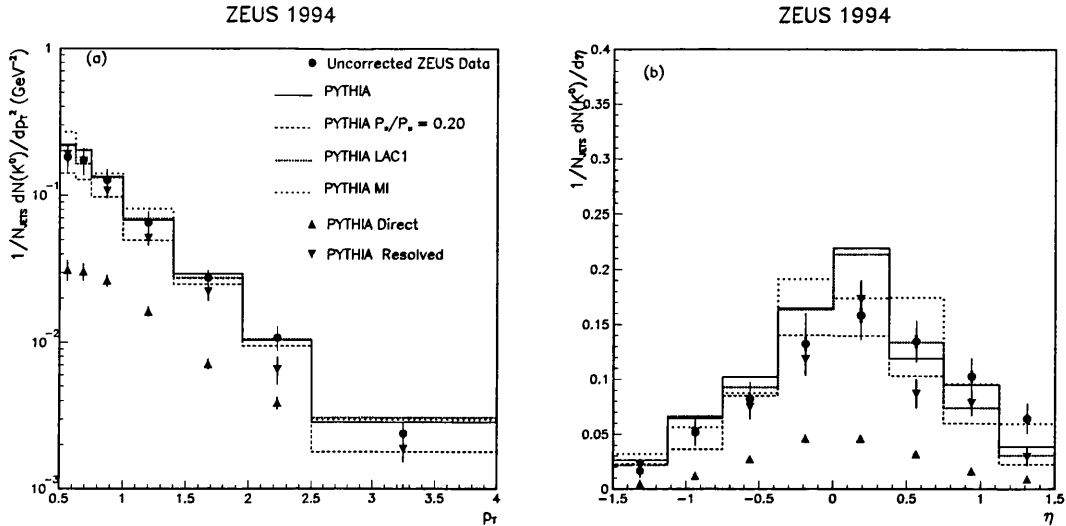 ZEUS 1994
(a)
Uncorrected ZEUS Data
PYTHIA
PYTHIA Pₛ/Pᵤ = 0.20
PYTHIA LAC1
PYTHIA MI
PYTHIA Direct
PYTHIA Resolved
1/N_JETS dN(K⁰)/dp_T² (GeV⁻²)
1
10⁻¹
10⁻²
10⁻³
0.5 1 1.5 2 2.5 3 3.5 4
p_T
ZEUS 1994
(b)
1/N_JETS dN(K⁰)/dη
0.4
0.35
0.3
0.25
0.2
0.15
0.1
0.05
0
-1.5 -1 -0.5 0 0.5 1 1.5
η